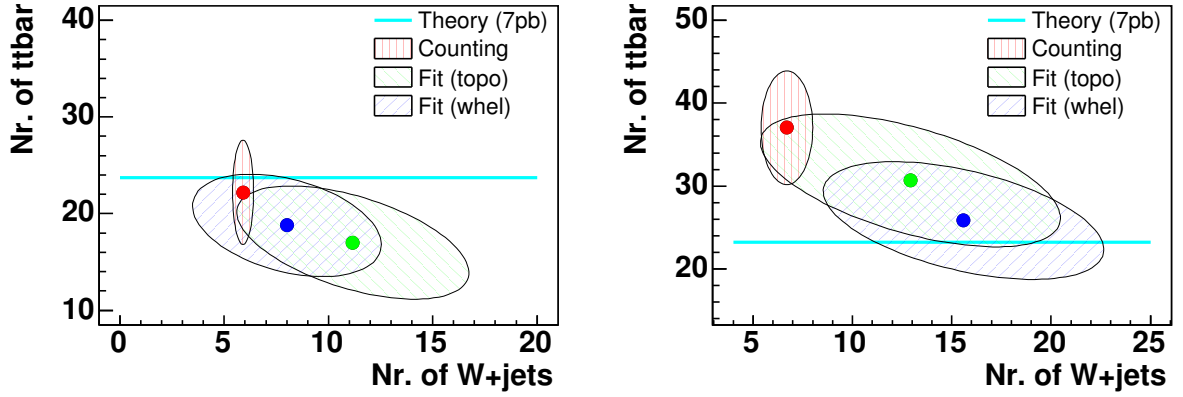 Nr. of ttbar
40
30
20
10
0 5 10 15 20
Nr. of W+jets
Theory (7pb)
Counting
Fit (topo)
Fit (whel)
Nr. of ttbar
50
40
30
20
5 10 15 20 25
Nr. of W+jets
Theory (7pb)
Counting
Fit (topo)
Fit (whel)